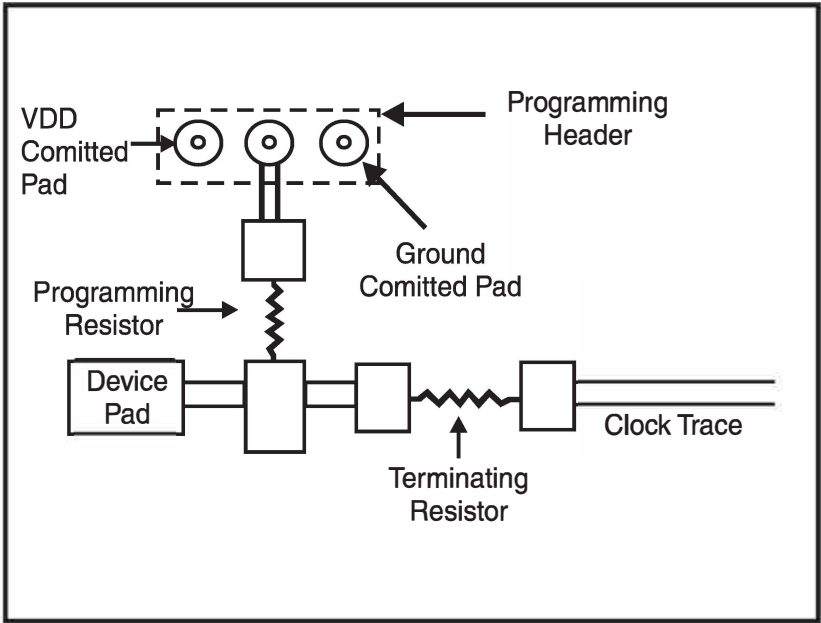 VDD
Comitted
Pad
Programming
Header
Ground
Comitted Pad
Programming
Resistor
Device
Pad
Clock Trace
Terminating
Resistor